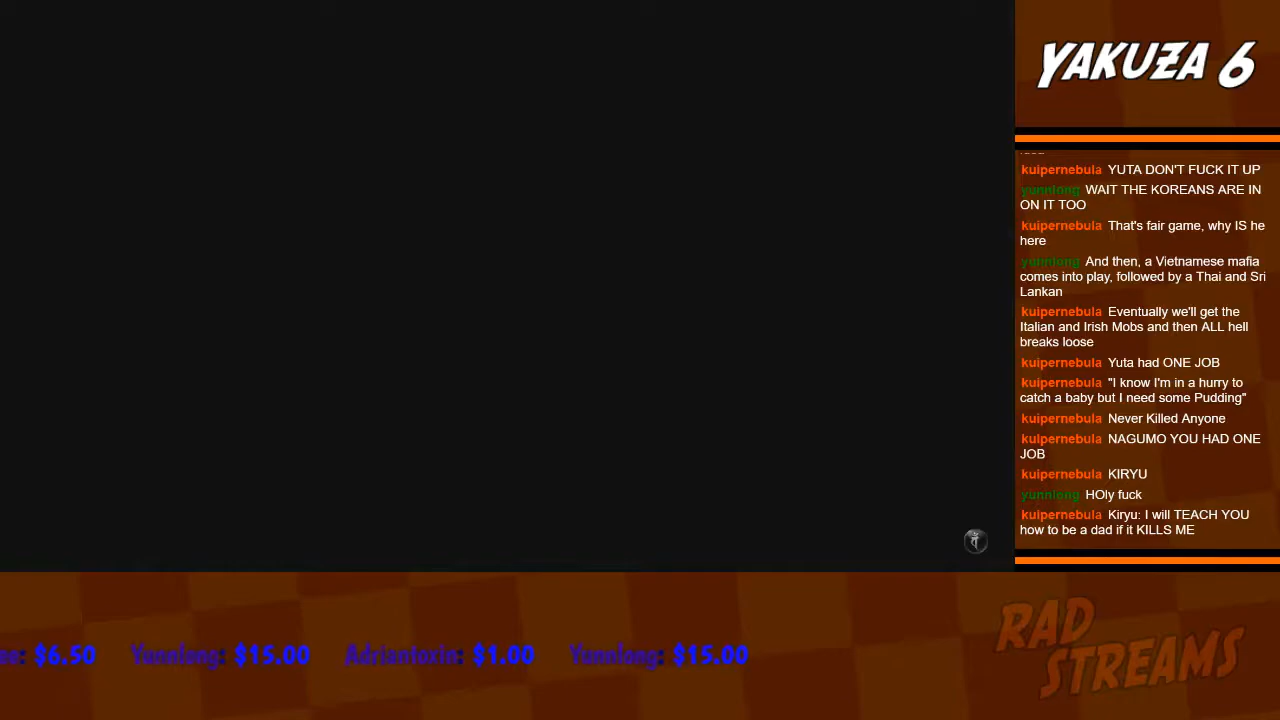 YAKUZA 6
kuipernebula YUTA DON'T FUCK IT UP
yunnlong WAIT THE KOREANS ARE IN
ON IT TOO
kuipernebula That's fair game, why IS he
here
yunnlong And then, a Vietnamese mafia
comes into play, followed by a Thai and Sri
Lankan
kuipernebula Eventually we'll get the
Italian and Irish Mobs and then ALL hell
breaks loose
kuipernebula Yuta had ONE JOB
kuipernebula "I know I'm in a hurry to
catch a baby but I need some Pudding"
kuipernebula Never Killed Anyone
kuipernebula NAGUMO YOU HAD ONE
JOB
kuipernebula KIRYU
yunnlong HOly fuck
kuipernebula Kiryu: I will TEACH YOU
how to be a dad if it KILLS ME
$6.50 Yunnlong: $15.00 Adriantozin: $1.00 Yunnlong: $15.00
RAD
STREAMS